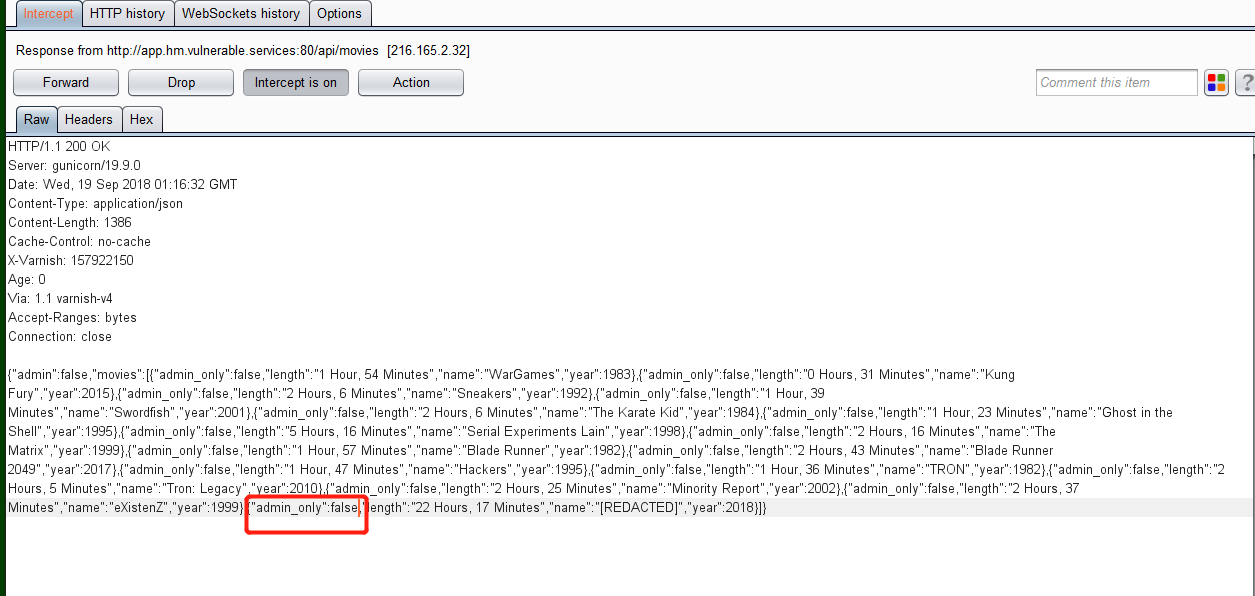 Intercept HTTP history WebSockets history Options
Response from http://app.hm.vulnerable.services:80/api/movies [216.165.2.32]
Forward Drop Intercept is on Action Comment this item ?
Raw Headers Hex
HTTP/1.1 200 OK
Server: gunicorn/19.9.0
Date: Wed, 19 Sep 2018 01:16:32 GMT
Content-Type: application/json
Content-Length: 1386
Cache-Control: no-cache
X-Varnish: 157922150
Age: 0
Via: 1.1 varnish-v4
Accept-Ranges: bytes
Connection: close
{"admin":false,"movies":[{"admin_only":false,"length":"1 Hour, 54 Minutes","name":"WarGames","year":1983},{"admin_only":false,"length":"0 Hours, 31 Minutes","name":"Kung
Fury","year":2015},{"admin_only":false,"length":"2 Hours, 6 Minutes","name":"Sneakers","year":1992},{"admin_only":false,"length":"1 Hour, 39
Minutes","name":"Swordfish","year":2001},{"admin_only":false,"length":"2 Hours, 6 Minutes","name":"The Karate Kid","year":1984},{"admin_only":false,"length":"1 Hour, 23 Minutes","name":"Ghost in the
Shell","year":1995},{"admin_only":false,"length":"5 Hours, 16 Minutes","name":"Serial Experiments Lain","year":1998},{"admin_only":false,"length":"2 Hours, 16 Minutes","name":"The
Matrix","year":1999},{"admin_only":false,"length":"1 Hour, 57 Minutes","name":"Blade Runner","year":1982},{"admin_only":false,"length":"2 Hours, 43 Minutes","name":"Blade Runner
2049","year":2017},{"admin_only":false,"length":"1 Hour, 47 Minutes","name":"Hackers","year":1995},{"admin_only":false,"length":"1 Hour, 36 Minutes","name":"TRON","year":1982},{"admin_only":false,"length":"2
Hours, 5 Minutes","name":"Tron: Legacy","year":2010},{"admin_only":false,"length":"2 Hours, 25 Minutes","name":"Minority Report","year":2002},{"admin_only":false,"length":"2 Hours, 37
Minutes","name":"eXistenZ","year":1999},{"admin_only":false,"length":"22 Hours, 17 Minutes","name":"[REDACTED]","year":2018}]}